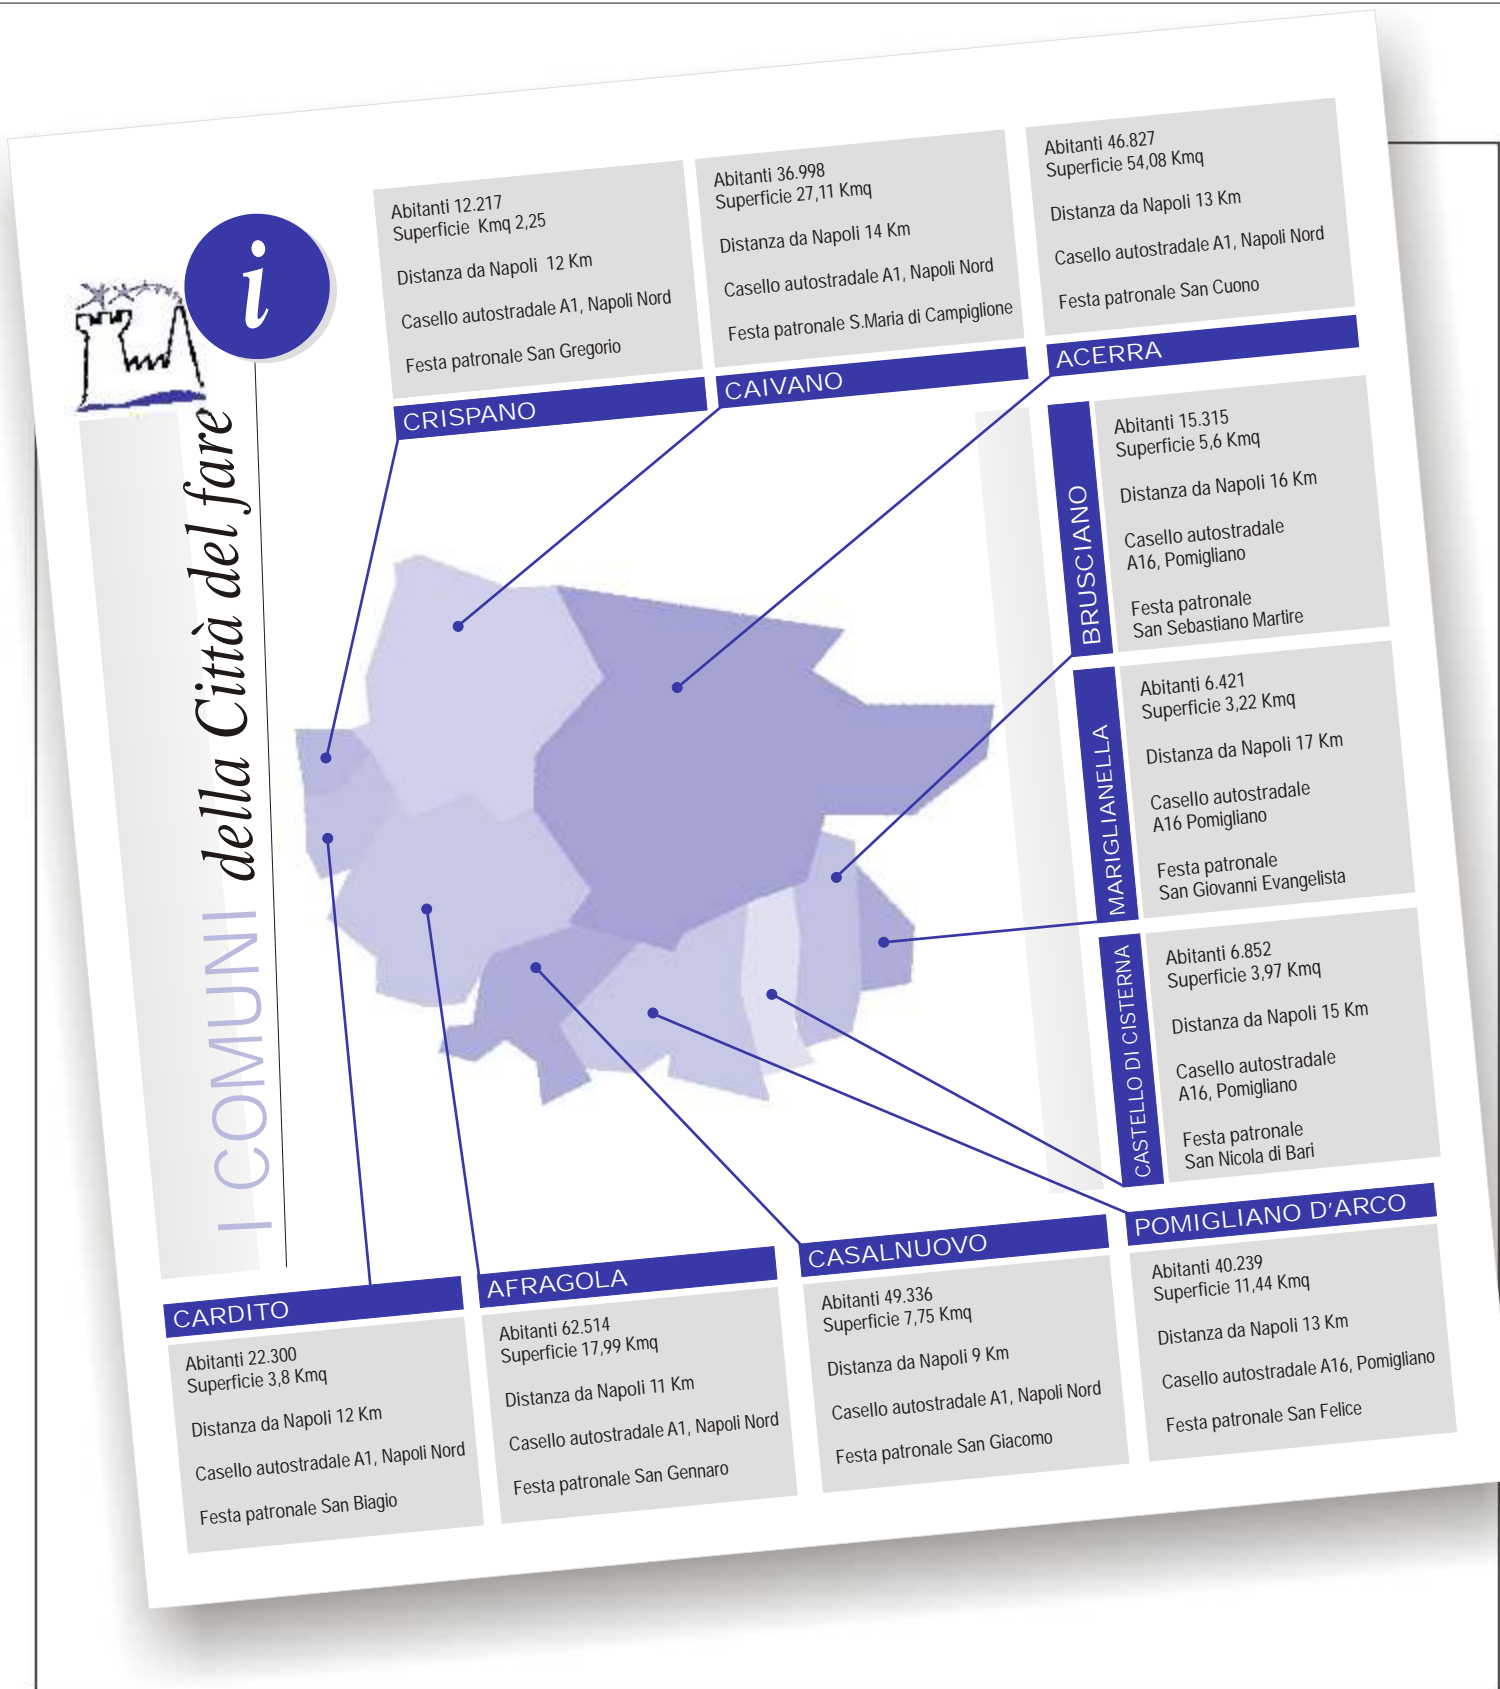 i
I COMUNI della Città del fare
Abitanti 12.217
Superficie Kmq 2,25
Distanza da Napoli 12 Km
Casello autostradale A1, Napoli Nord
Festa patronale San Gregorio
CRISPANO
Abitanti 36.998
Superficie 27,11 Kmq
Distanza da Napoli 14 Km
Casello autostradale A1, Napoli Nord
Festa patronale S.Maria di Campiglione
CAIVANO
Abitanti 46.827
Superficie 54,08 Kmq
Distanza da Napoli 13 Km
Casello autostradale A1, Napoli Nord
Festa patronale San Cuono
ACERRA
BRUSCIANO
Abitanti 15.315
Superficie 5,6 Kmq
Distanza da Napoli 16 Km
Casello autostradale
A16, Pomigliano
Festa patronale
San Sebastiano Martire
MARIGLIANELLA
Abitanti 6.421
Superficie 3,22 Kmq
Distanza da Napoli 17 Km
Casello autostradale
A16 Pomigliano
Festa patronale
San Giovanni Evangelista
CASTELLO DI CISTERNA
Abitanti 6.852
Superficie 3,97 Kmq
Distanza da Napoli 15 Km
Casello autostradale
A16, Pomigliano
Festa patronale
San Nicola di Bari
CARDITO
Abitanti 22.300
Superficie 3,8 Kmq
Distanza da Napoli 12 Km
Casello autostradale A1, Napoli Nord
Festa patronale San Biagio
AFRAGOLA
Abitanti 62.514
Superficie 17,99 Kmq
Distanza da Napoli 11 Km
Casello autostradale A1, Napoli Nord
Festa patronale San Gennaro
CASALNUOVO
Abitanti 49.336
Superficie 7,75 Kmq
Distanza da Napoli 9 Km
Casello autostradale A1, Napoli Nord
Festa patronale San Giacomo
POMIGLIANO D'ARCO
Abitanti 40.239
Superficie 11,44 Kmq
Distanza da Napoli 13 Km
Casello autostradale A16, Pomigliano
Festa patronale San Felice